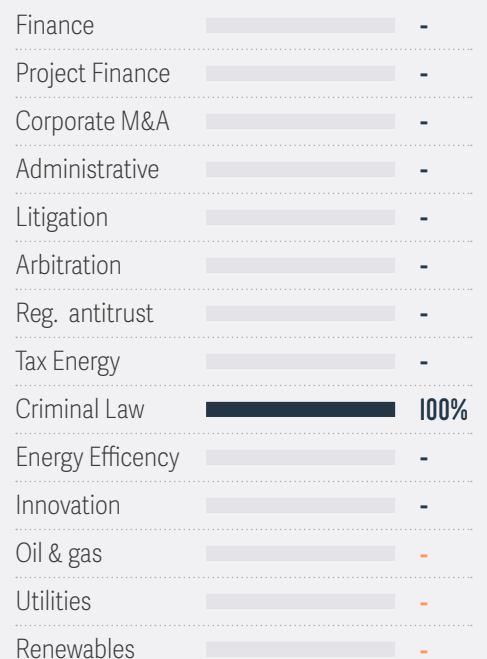 Finance -
Project Finance -
Corporate M&A -
Administrative -
Litigation -
Arbitration -
Reg. antitrust -
Tax Energy -
Criminal Law 100%
Energy Efficency -
Innovation -
Oil & gas -
Utilities -
Renewables -